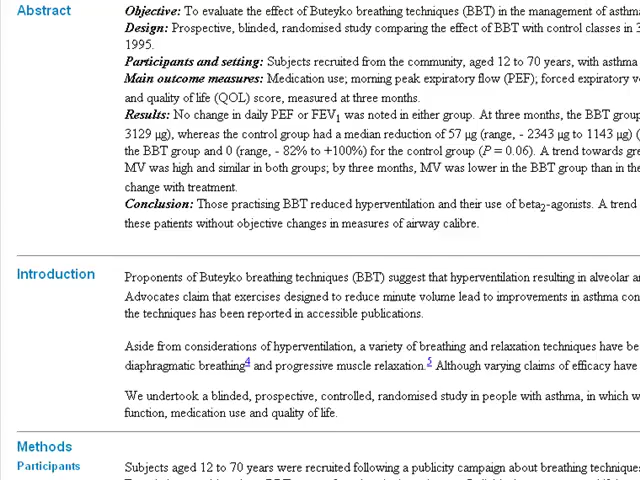 Abstract
Objective: To evaluate the effect of Buteyko breathing techniques (BBT) in the management of asthma
Design: Prospective, blinded, randomised study comparing the effect of BBT with control classes in 3
1995.
Participants and setting: Subjects recruited from the community, aged 12 to 70 years, with asthma
Main outcome measures: Medication use; morning peak expiratory flow (PEF); forced expiratory vo
and quality of life (QOL) score, measured at three months.
Results: No change in daily PEF or FEV1 was noted in either group. At three months, the BBT group
3129 µg), whereas the control group had a median reduction of 57 µg (range, - 2343 µg to 1143 µg) (
the BBT group and 0 (range, - 82% to +100%) for the control group (P = 0.06). A trend towards gre
MV was high and similar in both groups; by three months, MV was lower in the BBT group than in the
change with treatment.
Conclusion: Those practising BBT reduced hyperventilation and their use of beta2-agonists. A trend
these patients without objective changes in measures of airway calibre.
Introduction
Proponents of Buteyko breathing techniques (BBT) suggest that hyperventilation resulting in alveolar an
Advocates claim that exercises designed to reduce minute volume lead to improvements in asthma con
the techniques has been reported in accessible publications.
Aside from considerations of hyperventilation, a variety of breathing and relaxation techniques have be
diaphragmatic breathing4 and progressive muscle relaxation.5 Although varying claims of efficacy have
We undertook a blinded, prospective, controlled, randomised study in people with asthma, in which w
function, medication use and quality of life.
Methods
Participants
Subjects aged 12 to 70 years were recruited following a publicity campaign about breathing techniques